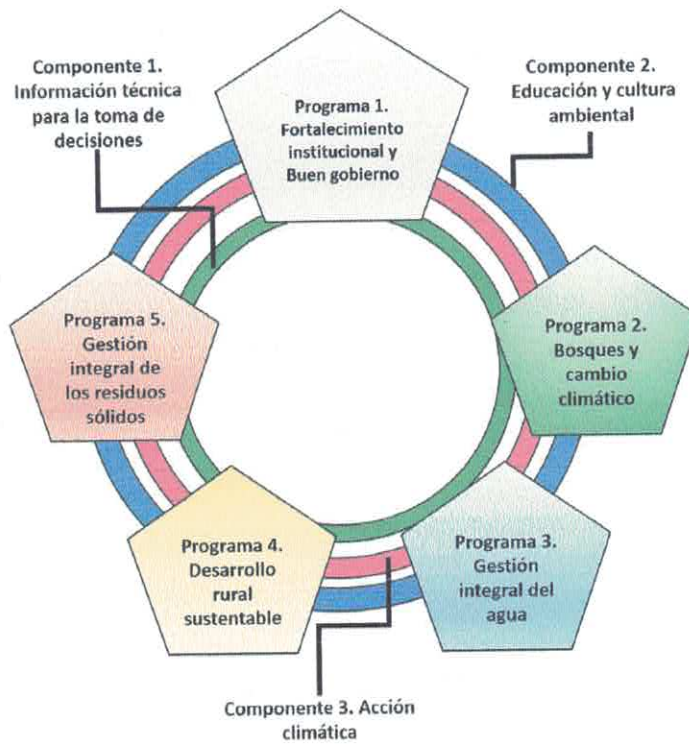 Componente 1.
Información técnica
para la toma de
decisiones
Programa 1.
Fortalecimiento
institucional y
Buen gobierno
Componente 2.
Educación y cultura
ambiental
Programa 5.
Gestión
integral de
los residuos
sólidos
Programa 2.
Bosques y
cambio
climático
Programa 4.
Desarrollo
rural
sustentable
Programa 3.
Gestión
integral del
agua
Componente 3. Acción
climática